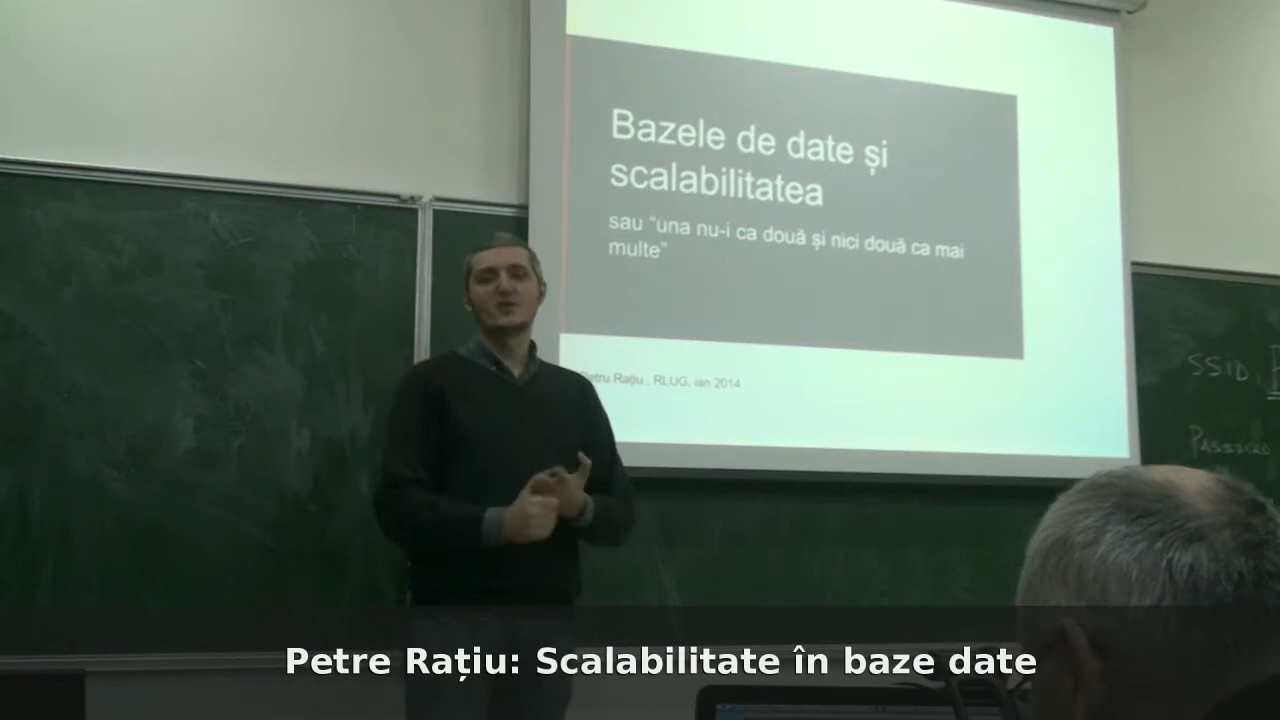 Bazele de date și
scalabilitatea
sau “una nu-i ca două și nici două ca mai
multe”
Petru Rațiu , RLUG, ian 2014
SSID
Petre Rațiu: Scalabilitate în baze date